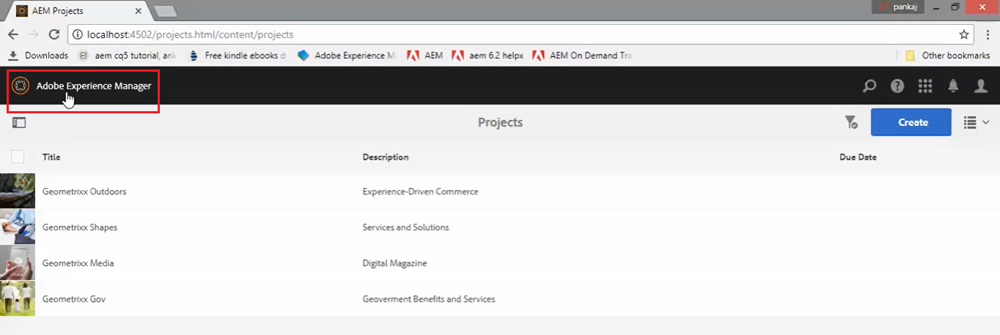 AEM Projects
pankaj
localhost:4502/projects.html/content/projects
Downloads aem cq5 tutorial, ank Free kindle ebooks d Adobe Experience M AEM aem 6.2 helpx AEM On Demand Tra Other bookmarks
Adobe Experience Manager
Projects Create
Title Description Due Date
Geometrixx Outdoors Experience-Driven Commerce
Geometrixx Shapes Services and Solutions
Geometrixx Media Digital Magazine
Geometrixx Gov Geoverment Benefits and Services